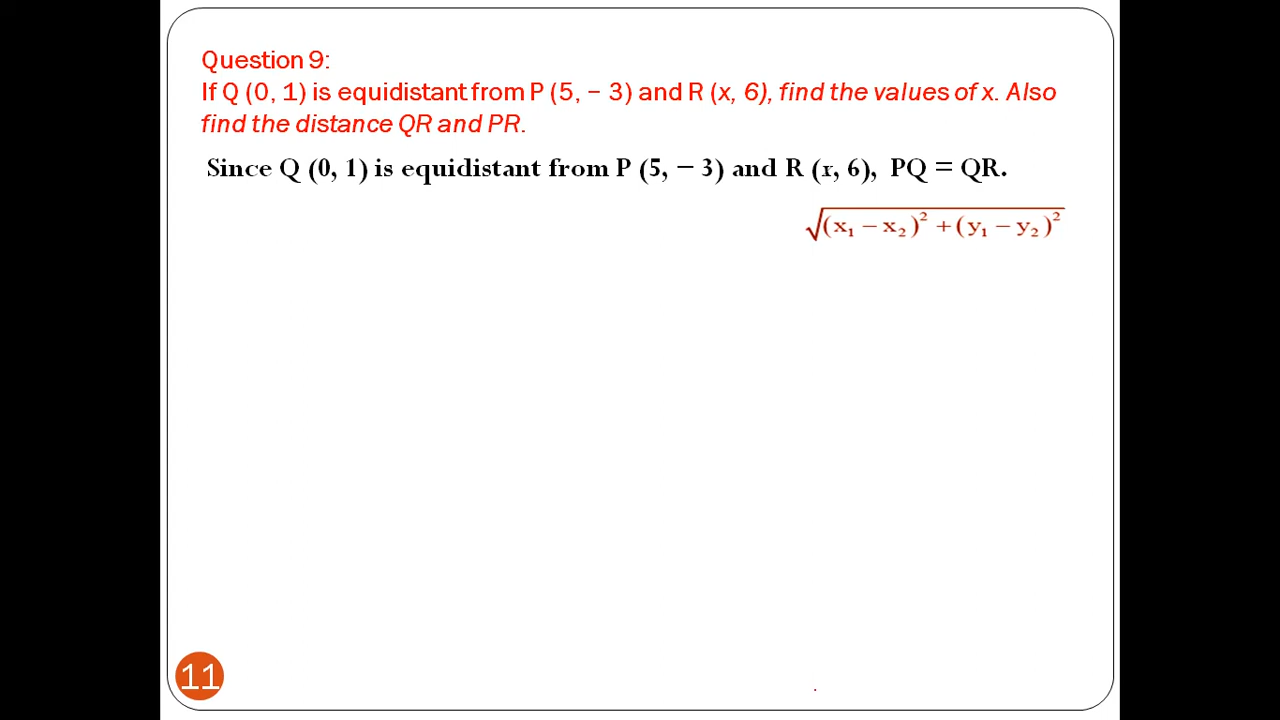 Question 9:
If Q (0, 1) is equidistant from P (5, − 3) and R (x, 6), find the values of x. Also
find the distance QR and PR.
Since Q (0, 1) is equidistant from P (5, − 3) and R (x, 6), PQ = QR.
√(x₁ − x₂)² + (y₁ − y₂)²
11